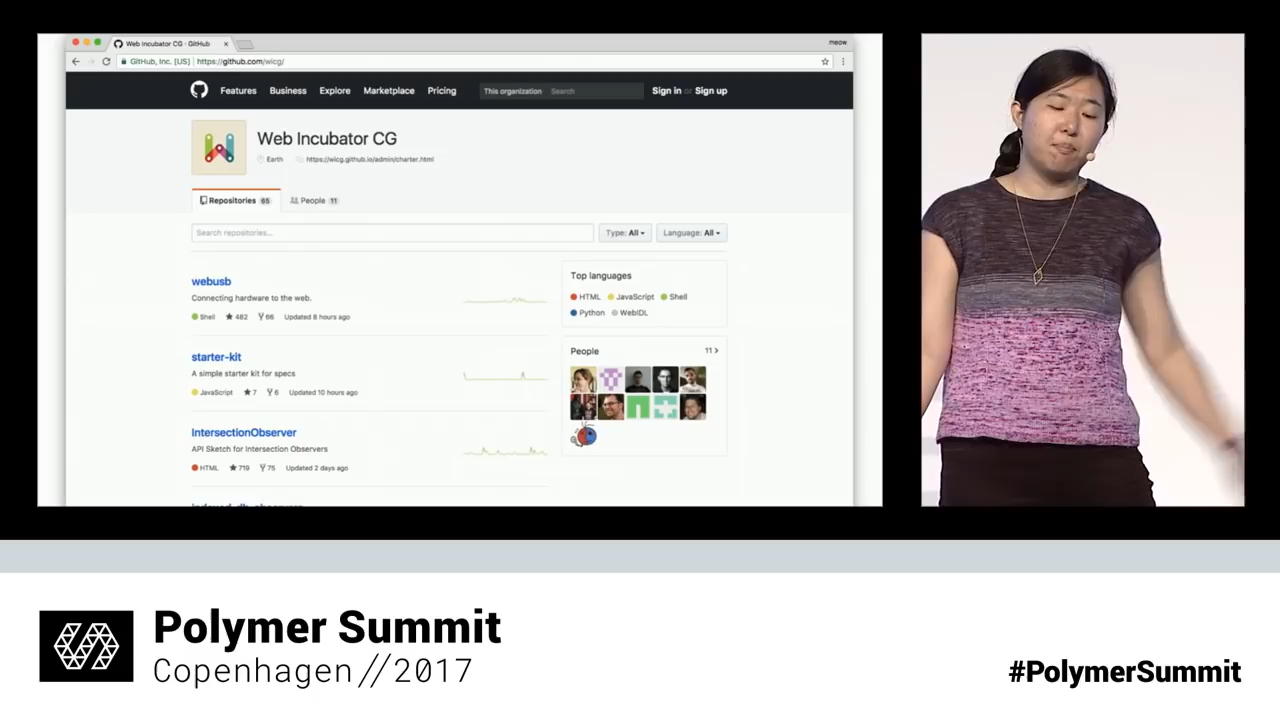 Web Incubator CG · GitHub
meow
GitHub, Inc. [US] | https://github.com/wicg/
Features Business Explore Marketplace Pricing This organization Search Sign in or Sign up
Web Incubator CG
Earth https://wicg.github.io/admin/charter.html
Repositories 65 People 11
Search repositories... Type: All Language: All
webusb
Connecting hardware to the web.
Shell 482 66 Updated 8 hours ago
starter-kit
A simple starter kit for specs
JavaScript 7 6 Updated 10 hours ago
IntersectionObserver
API Sketch for Intersection Observers
HTML 719 75 Updated 2 days ago
Top languages
HTML JavaScript Shell
Python WebIDL
People 11
Polymer Summit
Copenhagen//2017
#PolymerSummit